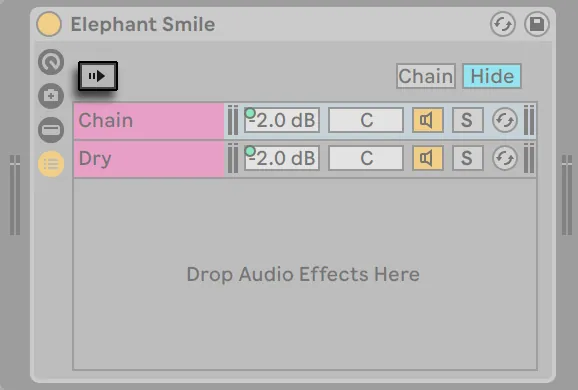 Elephant Smile
Chain Hide
Chain -2.0 dB C S
Dry -2.0 dB C S
Drop Audio Effects Here